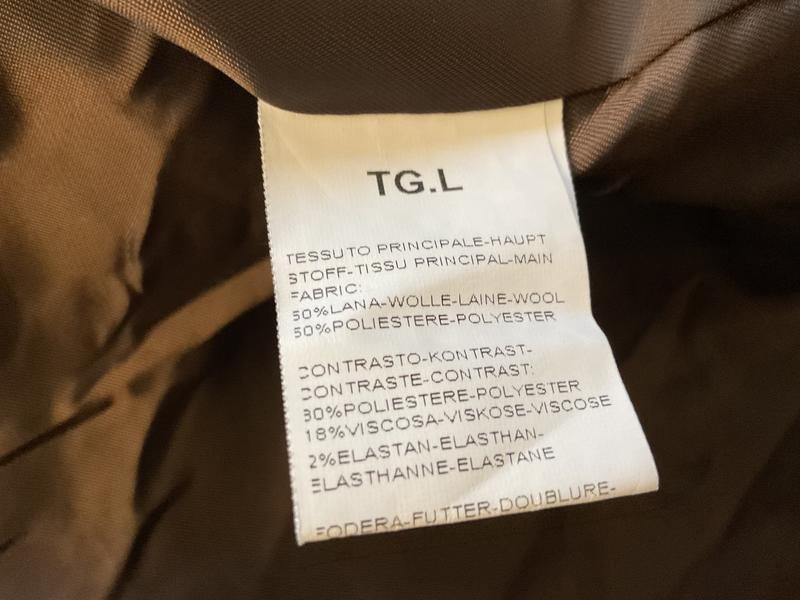 TG.L
TESSUTO PRINCIPALE-HAUPT
STOFF-TISSU PRINCIPAL-MAIN
FABRIC:
50%LANA-WOLLE-LAINE-WOOL
50%POLIESTERE-POLYESTER
CONTRASTO-KONTRAST-
CONTRASTE-CONTRAST:
80%POLIESTERE-POLYESTER
18%VISCOSA-VISKOSE-VISCOSE
2%ELASTAN-ELASTHAN-
ELASTHANNE-ELASTANE
FODERA-FUTTER-DOUBLURE-